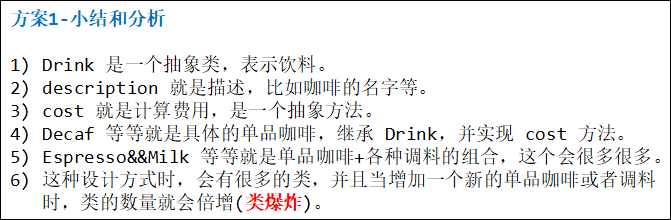 方案1-小结和分析
1) Drink 是一个抽象类，表示饮料。
2) description 就是描述，比如咖啡的名字等。
3) cost 就是计算费用，是一个抽象方法。
4) Decaf 等等就是具体的单品咖啡，继承 Drink，并实现 cost 方法。
5) Espresso&&Milk 等等就是单品咖啡+各种调料的组合，这个会很多很多。
6) 这种设计方式时，会有很多的类，并且当增加一个新的单品咖啡或者调料
时，类的数量就会倍增(类爆炸)。